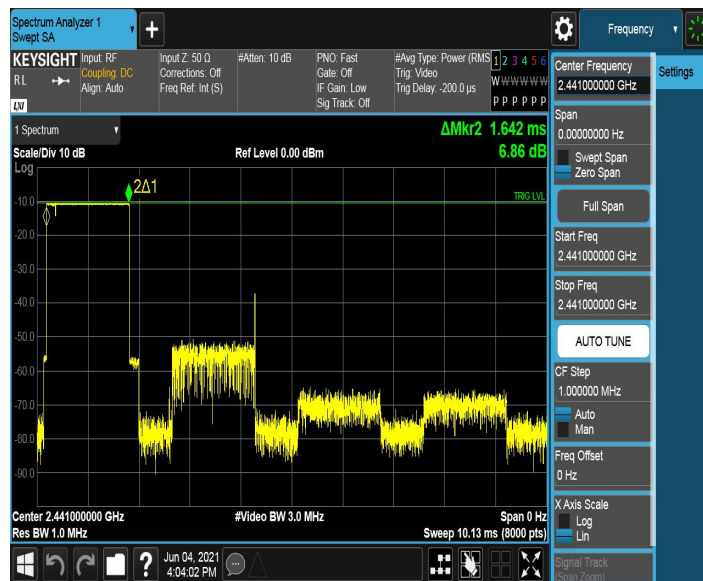 Spectrum Analyzer 1
Swept SA
+
Frequency
KEYSIGHT
RL
LXI
Input: RF
Coupling: DC
Align: Auto
Input Z: 50 Ω
Corrections: Off
Freq Ref: Int (S)
#Atten: 10 dB
PNO: Fast
Gate: Off
IF Gain: Low
Sig Track: Off
#Avg Type: Power (RMS
Trig: Video
Trig Delay: -200.0 µs
1 2 3 4 5 6
W W W W W W
P P P P P P
1 Spectrum
ΔMkr2 1.642 ms
6.86 dB
Scale/Div 10 dB
Ref Level 0.00 dBm
Log
2Δ1
TRIG LVL
-10.0
-20.0
-30.0
-40.0
-50.0
-60.0
-70.0
-80.0
-90.0
Center 2.441000000 GHz
#Video BW 3.0 MHz
Span 0 Hz
Res BW 1.0 MHz
Sweep 10.13 ms (8000 pts)
?
Jun 04, 2021
4:04:02 PM
Center Frequency
2.441000000 GHz
Settings
Span
0.00000000 Hz
Swept Span
Zero Span
Full Span
Start Freq
2.441000000 GHz
Stop Freq
2.441000000 GHz
AUTO TUNE
CF Step
1.000000 MHz
Auto
Man
Freq Offset
0 Hz
X Axis Scale
Log
Lin
Signal Track
(Span Zoom)